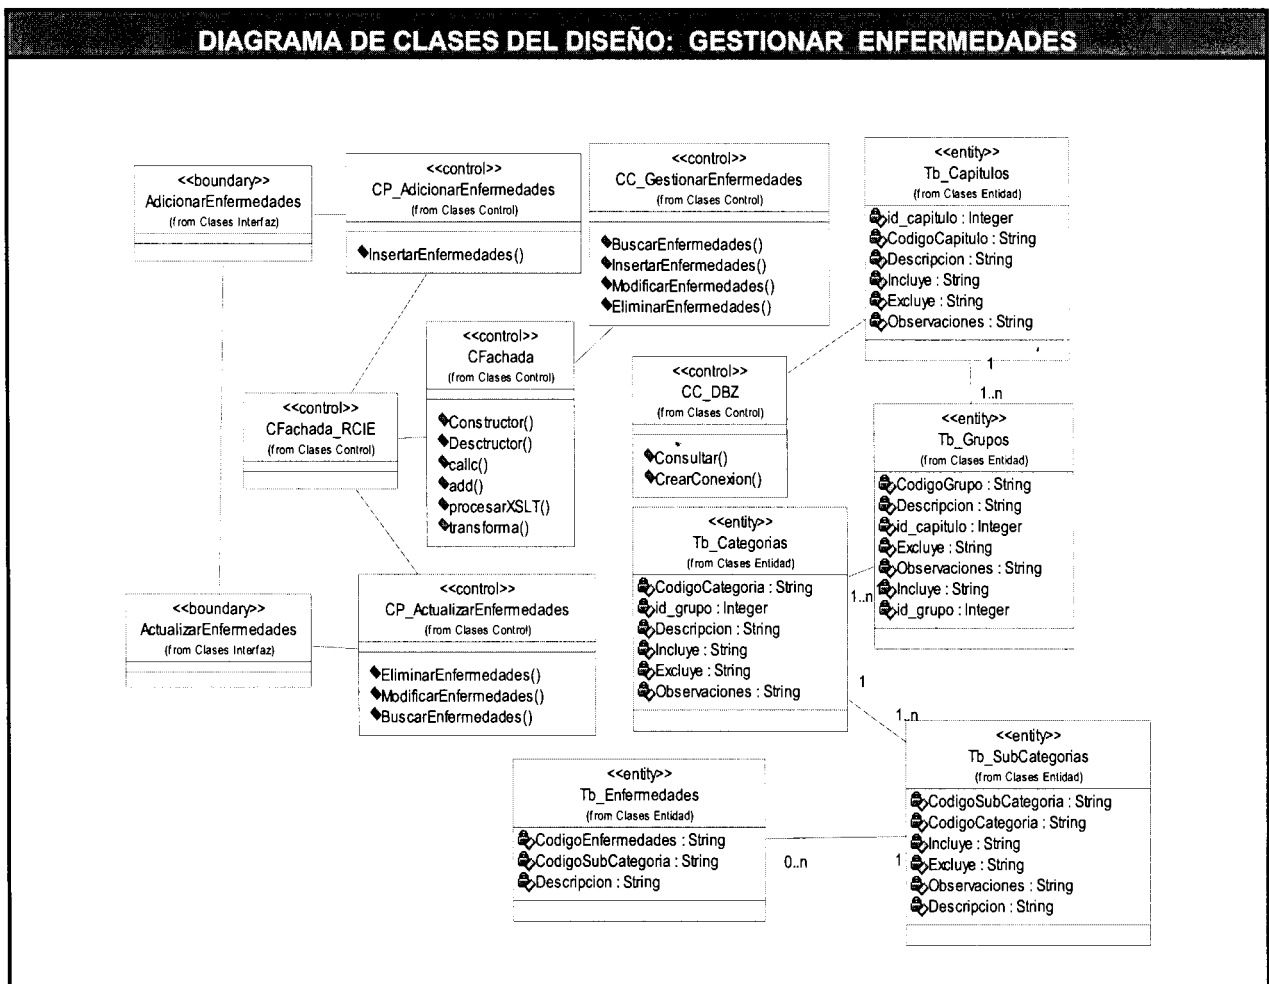 DIAGRAMA DE CLASES DEL DISEÑO: GESTIONAR ENFERMEDADES
<<boundary>>
AdicionarEnfermedades
(from Clases Interfaz)
<<control>>
CP_AdicionarEnfermedades
(from Clases Control)
InsertarEnfermedades()
<<control>>
CC_GestionarEnfermedades
(from Clases Control)
BuscarEnfermedades()
InsertarEnfermedades()
ModificarEnfermedades()
EliminarEnfermedades()
<<entity>>
Tb_Capitulos
(from Clases Entidad)
id_capitulo : Integer
CodigoCapitulo : String
Descripcion : String
Incluye : String
Excluye : String
Observaciones : String
1
1..n
<<control>>
CFachada
(from Clases Control)
Constructor()
Desctructor()
callc()
add()
procesarXSLT()
transforma()
<<control>>
CC_DBZ
(from Clases Control)
Consultar()
CrearConexion()
<<control>>
CFachada_RCIE
(from Clases Control)
<<entity>>
Tb_Grupos
(from Clases Entidad)
CodigoGrupo : String
Descripcion : String
id_capitulo : Integer
Excluye : String
Observaciones : String
Incluye : String
id_grupo : Integer
<<entity>>
Tb_Categorias
(from Clases Entidad)
CodigoCategoria : String
id_grupo : Integer
Descripcion : String
Incluye : String
Excluye : String
Observaciones : String
1..n
1
1..n
<<boundary>>
ActualizarEnfermedades
(from Clases Interfaz)
<<control>>
CP_ActualizarEnfermedades
(from Clases Control)
EliminarEnfermedades()
ModificarEnfermedades()
BuscarEnfermedades()
<<entity>>
Tb_SubCategorias
(from Clases Entidad)
CodigoSubCategoria : String
CodigoCategoria : String
Incluye : String
Excluye : String
Observaciones : String
Descripcion : String
<<entity>>
Tb_Enfermedades
(from Clases Entidad)
CodigoEnfermedades : String
CodigoSubCategoria : String
Descripcion : String
0..n
1